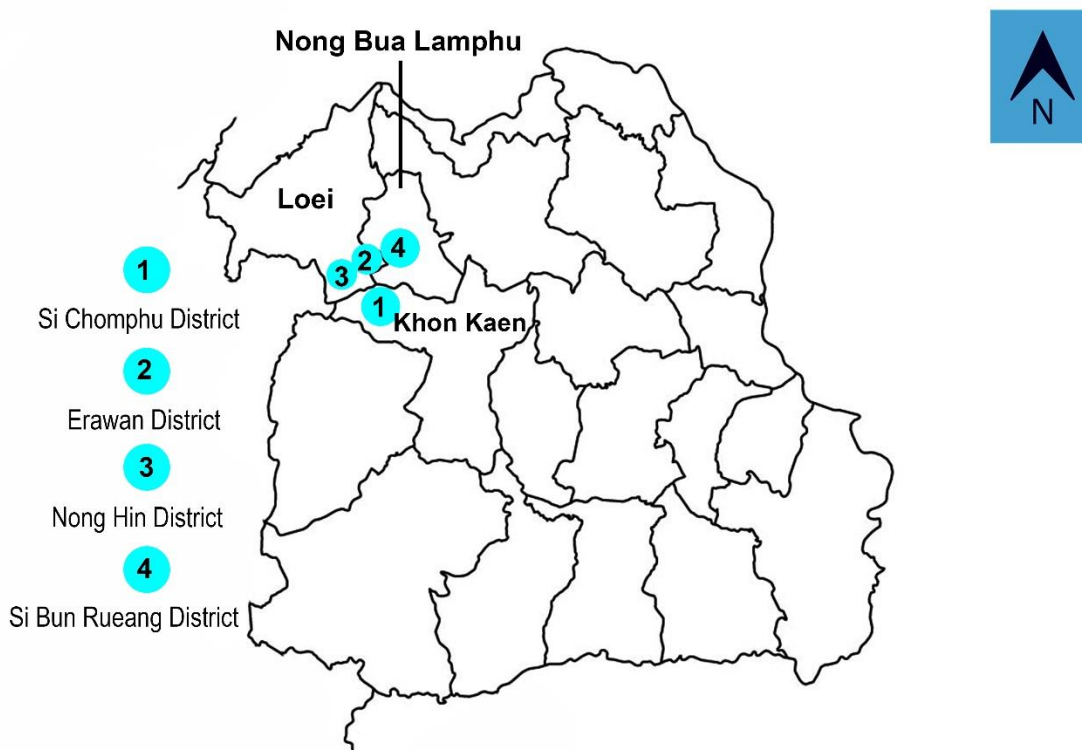 Nong Bua Lamphu
N
Loei
4
2
3
1
Khon Kaen
1
Si Chomphu District
2
Erawan District
3
Nong Hin District
4
Si Bun Rueang District